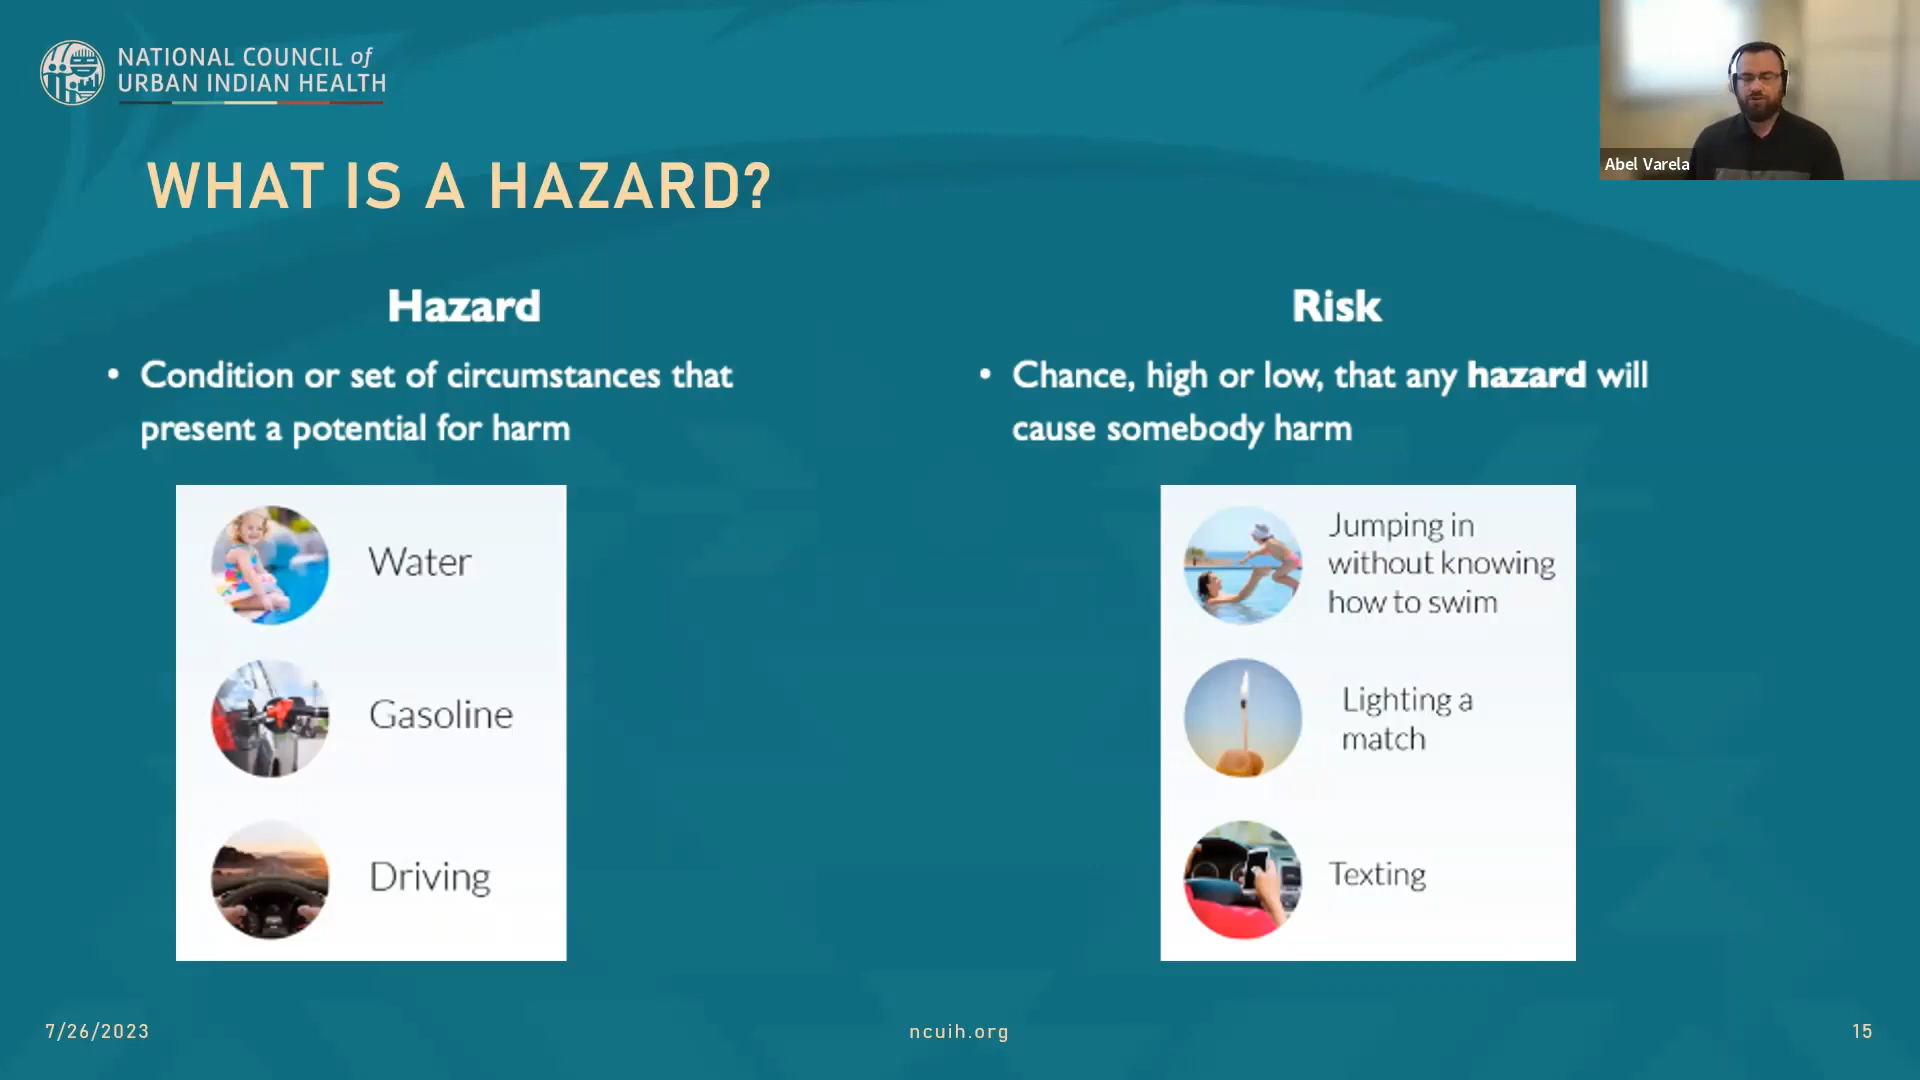 NATIONAL COUNCIL of
URBAN INDIAN HEALTH
Abel Varela
WHAT IS A HAZARD?
Hazard
• Condition or set of circumstances that
present a potential for harm
Water
Gasoline
Driving
Risk
• Chance, high or low, that any hazard will
cause somebody harm
Jumping in
without knowing
how to swim
Lighting a
match
Texting
7/26/2023
ncuih.org
15